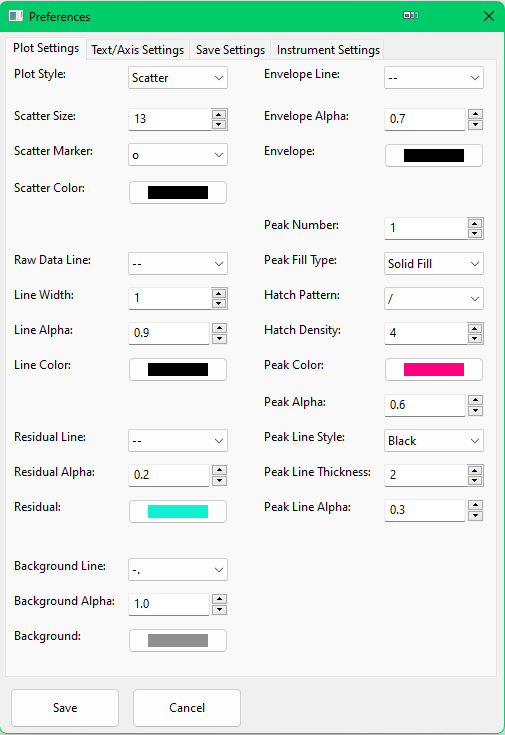 Preferences
Plot Settings Text/Axis Settings Save Settings Instrument Settings
Plot Style: Scatter Envelope Line: --
Scatter Size: 13 Envelope Alpha: 0.7
Scatter Marker: o Envelope:
Scatter Color:
Peak Number: 1
Raw Data Line: -- Peak Fill Type: Solid Fill
Line Width: 1 Hatch Pattern: /
Line Alpha: 0.9 Hatch Density: 4
Line Color: Peak Color:
Peak Alpha: 0.6
Residual Line: -- Peak Line Style: Black
Residual Alpha: 0.2 Peak Line Thickness: 2
Residual: Peak Line Alpha: 0.3
Background Line: -.
Background Alpha: 1.0
Background:
Save Cancel